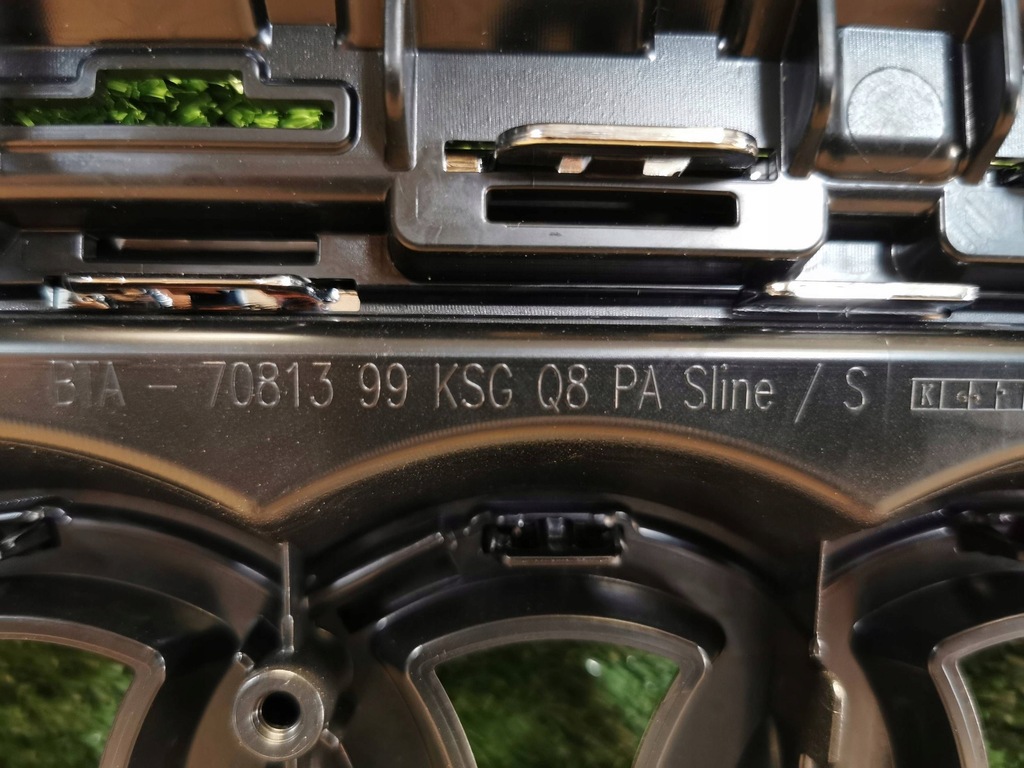 BTA - 70813 99 KSG Q8 PA Sline / S
K